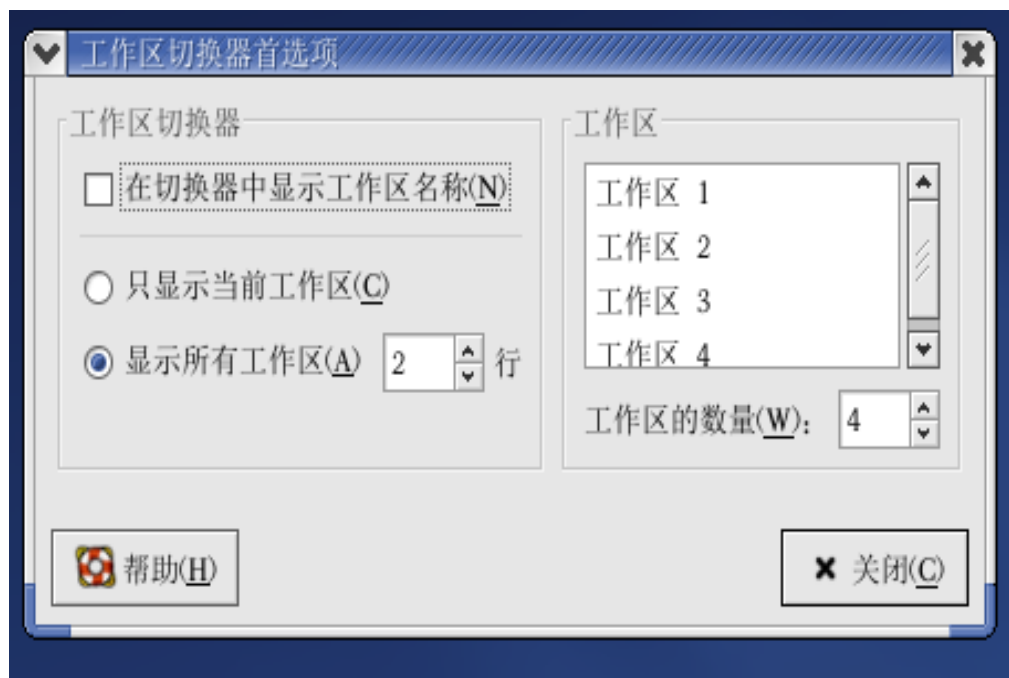 工作区切换器首选项
工作区切换器
在切换器中显示工作区名称(N)
只显示当前工作区(C)
显示所有工作区(A) 2 行
工作区
工作区 1
工作区 2
工作区 3
工作区 4
工作区的数量(W): 4
帮助(H)
关闭(C)